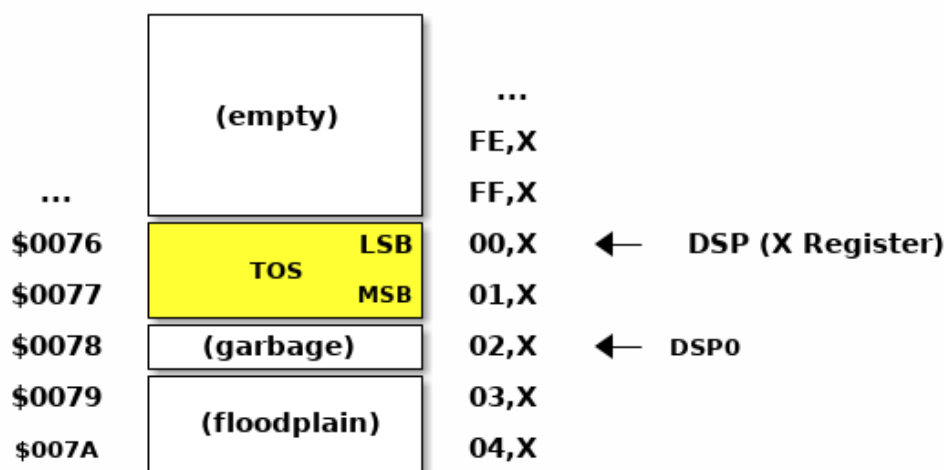 ...
(empty)
FE,X
... FF,X
$0076 LSB 00,X DSP (X Register)
TOS
$0077 MSB 01,X
$0078 (garbage) 02,X DSP0
$0079 03,X
(floodplain)
$007A 04,X